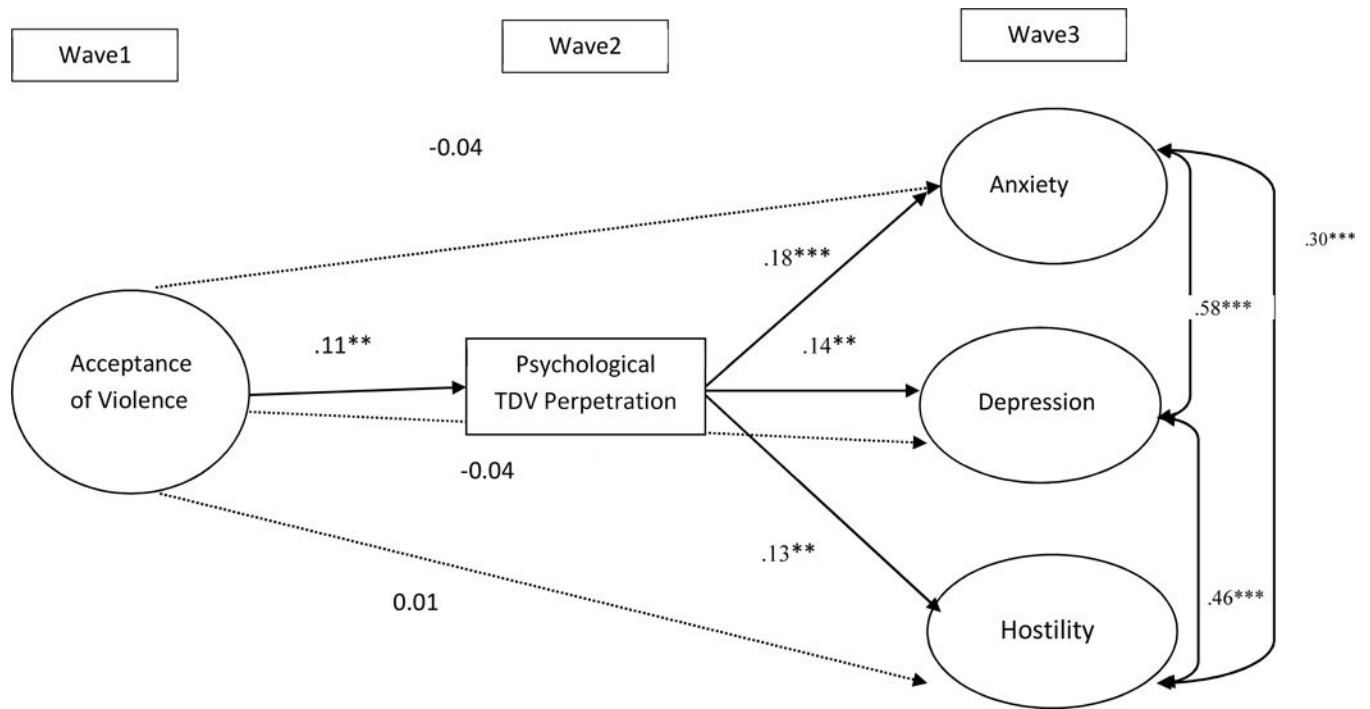 Wave1
Wave2
Wave3
-0.04
Anxiety
.18***
.30***
.58***
Acceptance
of Violence
.11**
Psychological
TDV Perpetration
.14**
Depression
-0.04
.13**
0.01
Hostility
.46***